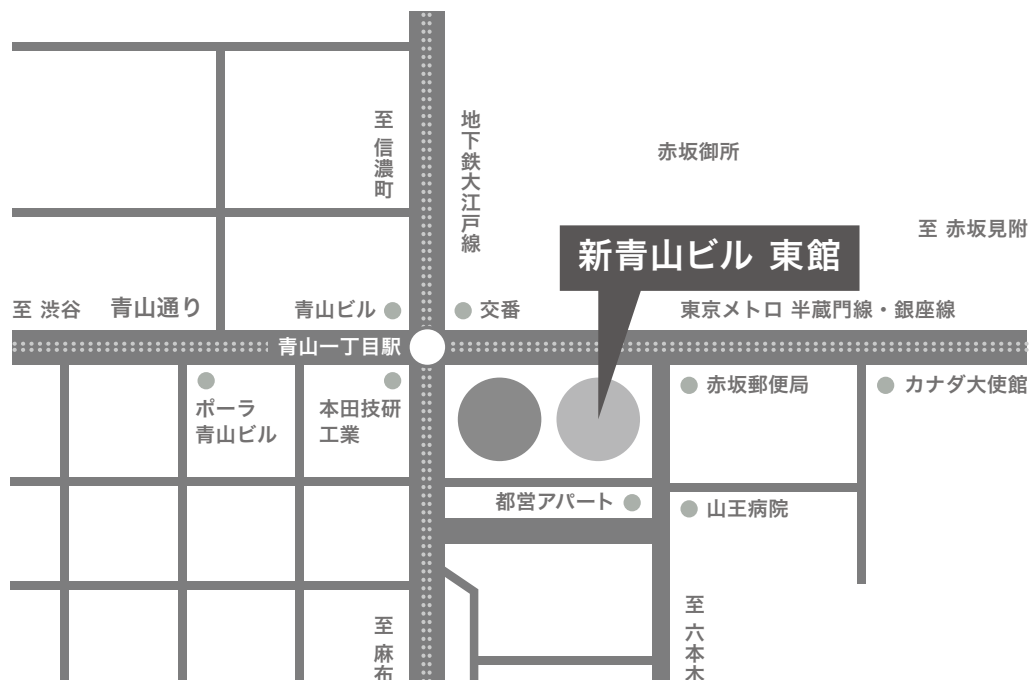 至 信濃町
地下鉄大江戸線
赤坂御所
至 赤坂見附
新青山ビル 東館
至 渋谷
青山通り
青山ビル
交番
東京メトロ 半蔵門線・銀座線
青山一丁目駅
ポーラ
青山ビル
本田技研
工業
赤坂郵便局
カナダ大使館
都営アパート
山王病院
至 麻布
至 六本木